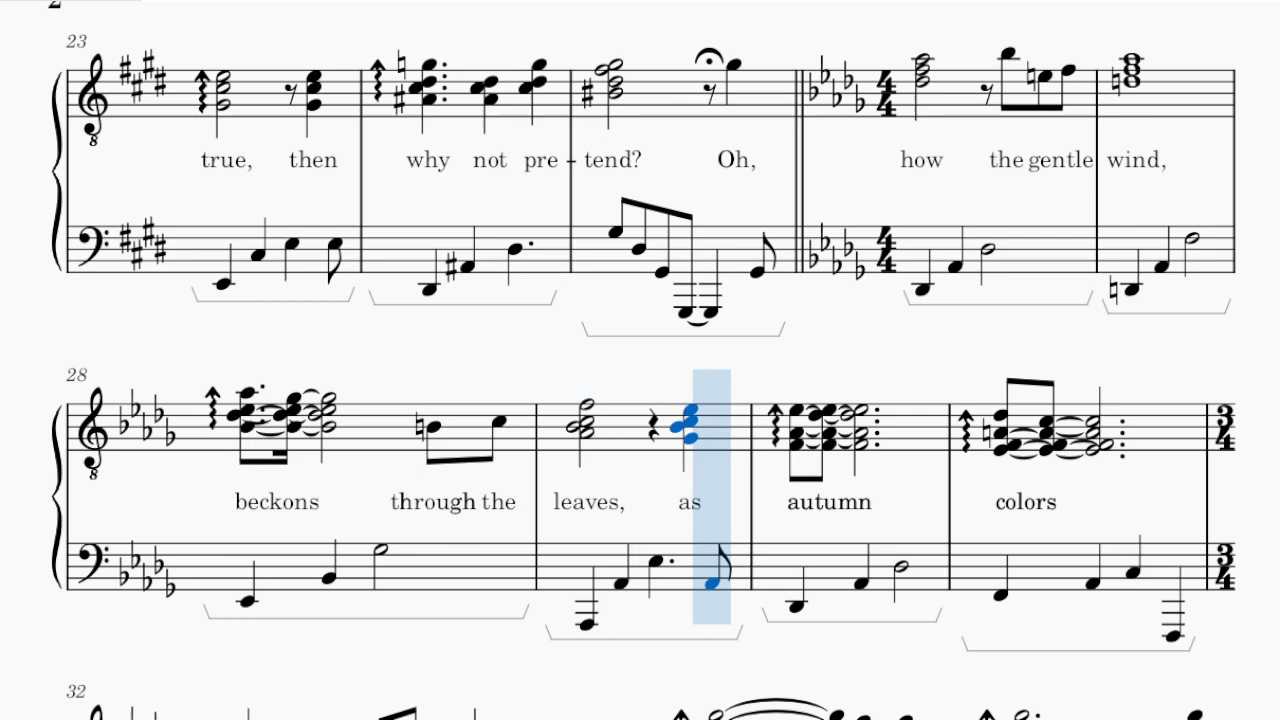 2
23
true, then why not pre - tend? Oh, how the gentle wind,
28
beckons through the leaves, as autumn colors
32